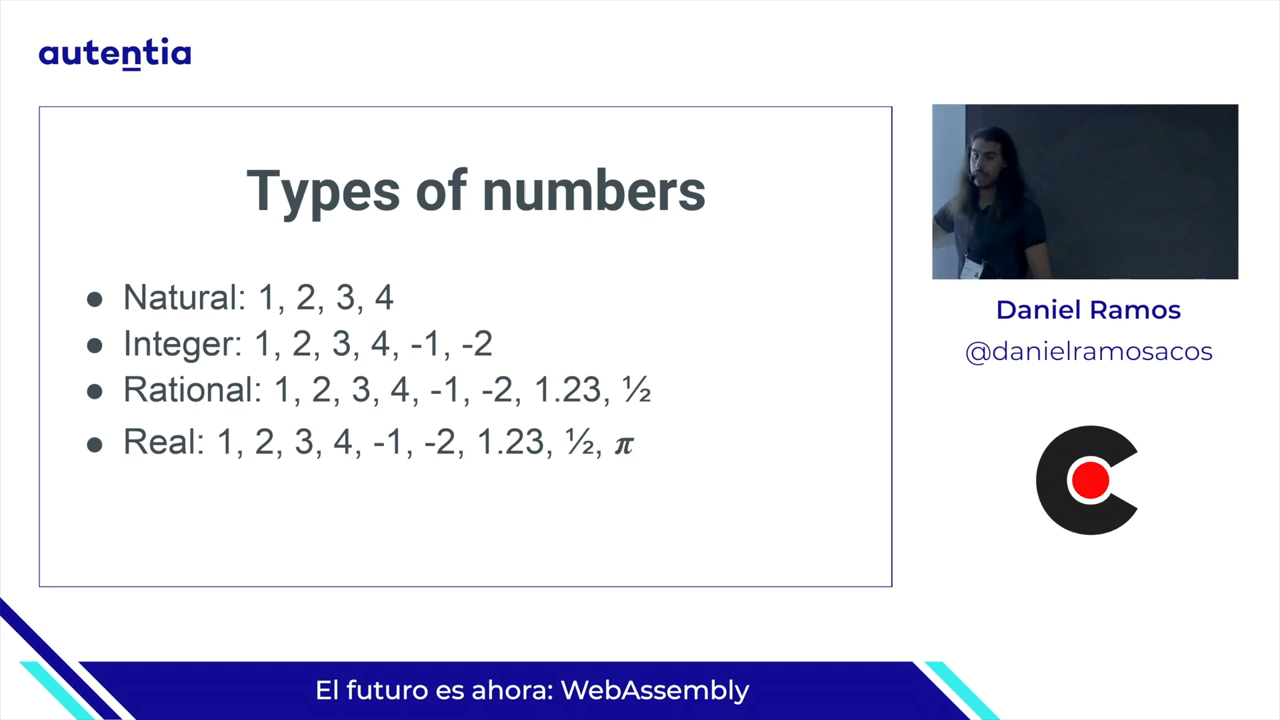 autentia
Types of numbers
● Natural: 1, 2, 3, 4
● Integer: 1, 2, 3, 4, -1, -2
● Rational: 1, 2, 3, 4, -1, -2, 1.23, ½
● Real: 1, 2, 3, 4, -1, -2, 1.23, ½, π
Daniel Ramos
@danielramosacos
El futuro es ahora: WebAssembly